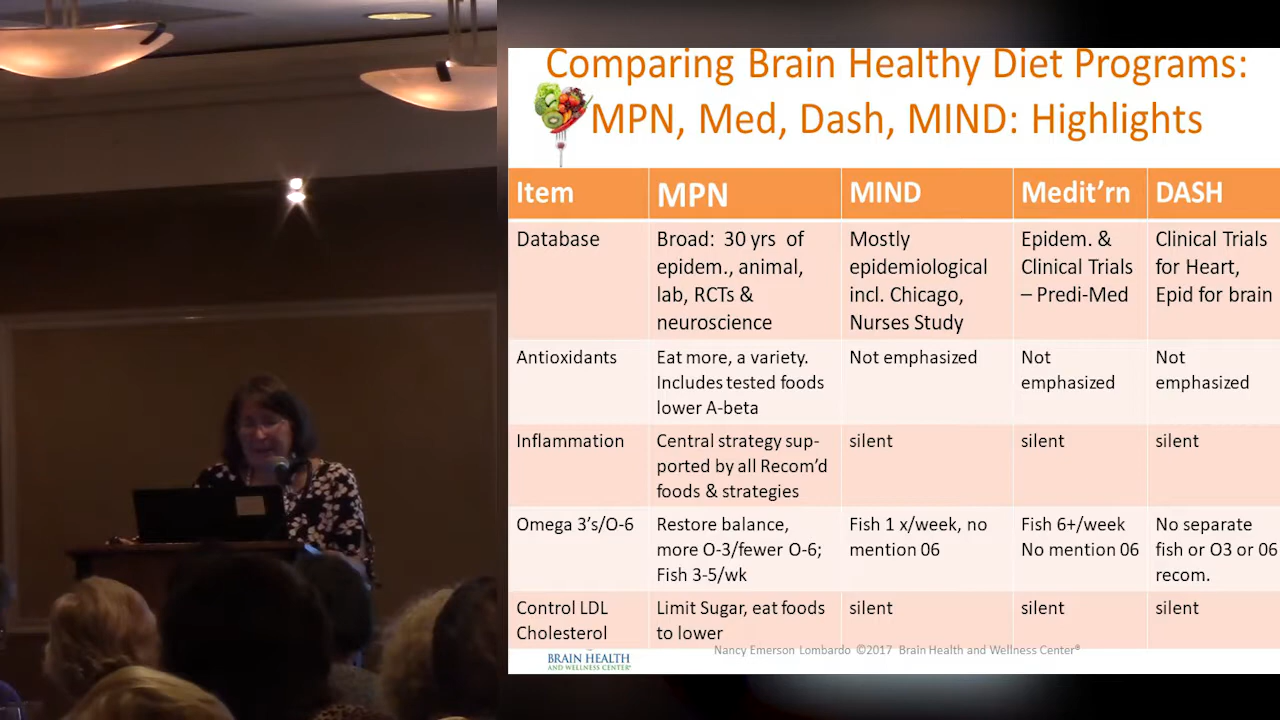 Comparing Brain Healthy Diet Programs:
MPN, Med, Dash, MIND: Highlights
Item MPN MIND Medit’rn DASH
Database
Broad: 30 yrs of
epidem., animal,
lab, RCTs &
neuroscience
Mostly
epidemiological
incl. Chicago,
Nurses Study
Epidem. &
Clinical Trials
– Predi-Med
Clinical Trials
for Heart,
Epid for brain
Antioxidants
Eat more, a variety.
Includes tested foods
lower A-beta
Not emphasized
Not
emphasized
Not
emphasized
Inflammation
Central strategy sup-
ported by all Recom’d
foods & strategies
silent
silent
silent
Omega 3’s/O-6
Restore balance,
more O-3/fewer O-6;
Fish 3-5/wk
Fish 1 x/week, no
mention 06
Fish 6+/week
No mention 06
No separate
fish or O3 or 06
recom.
Control LDL
Cholesterol
Limit Sugar, eat foods
to lower
silent
silent
silent
Nancy Emerson Lombardo ©2017 Brain Health and Wellness Center®
BRAIN HEALTH
AND WELLNESS CENTER®